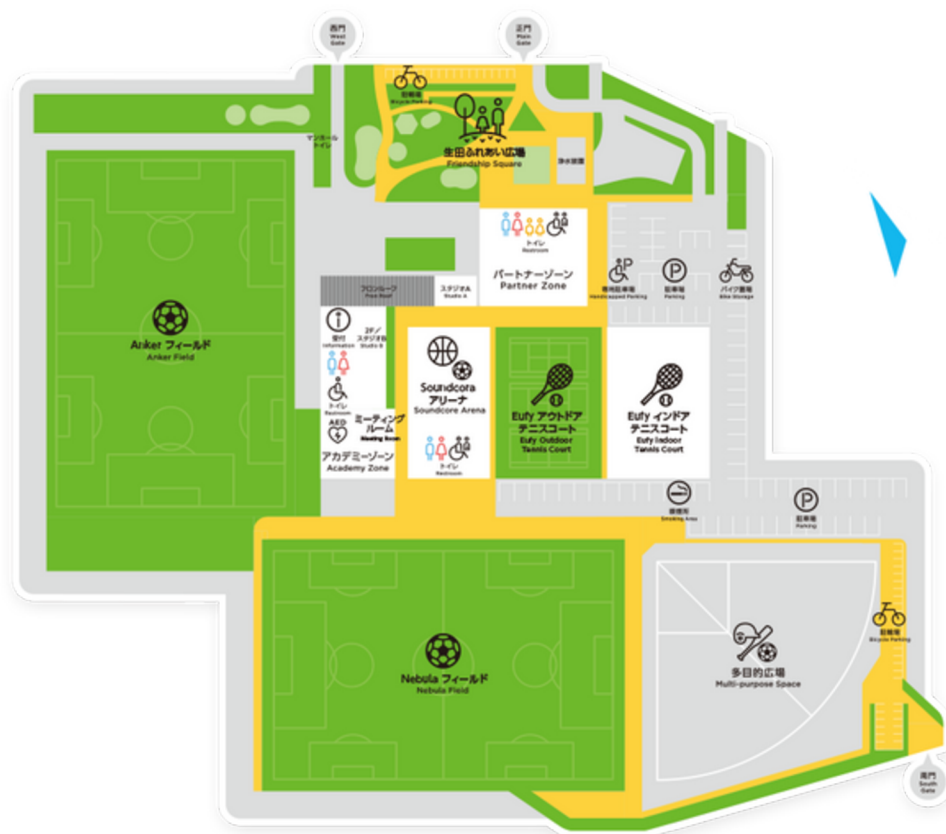 西門
West
Gate
正門
Main
Gate
駐輪場
Bicycle Parking
マンホール
トイレ
生田ふれあい広場
Friendship Square
浄水装置
トイレ
Restroom
パートナーゾーン
Partner Zone
専用駐車場
Handicapped Parking
駐車場
Parking
バイク置場
Bike Storage
フロンルーフ
スタジオA
Studio A
受付
Information
2F/
スタジオB
Studio B
トイレ
Restroom
AED
ミーティング
ルーム
Meeting Room
アカデミーゾーン
Academy Zone
Soundcore
アリーナ
Soundcore Arena
トイレ
Restroom
Eufy アウトドア
テニスコート
Eufy Outdoor
Tennis Court
Eufy インドア
テニスコート
Eufy Indoor
Tennis Court
Anker フィールド
Anker Field
喫煙所
Smoking Area
駐車場
Parking
Nebula フィールド
Nebula Field
多目的広場
Multi-purpose Space
駐輪場
Bicycle Parking
南門
South
Gate